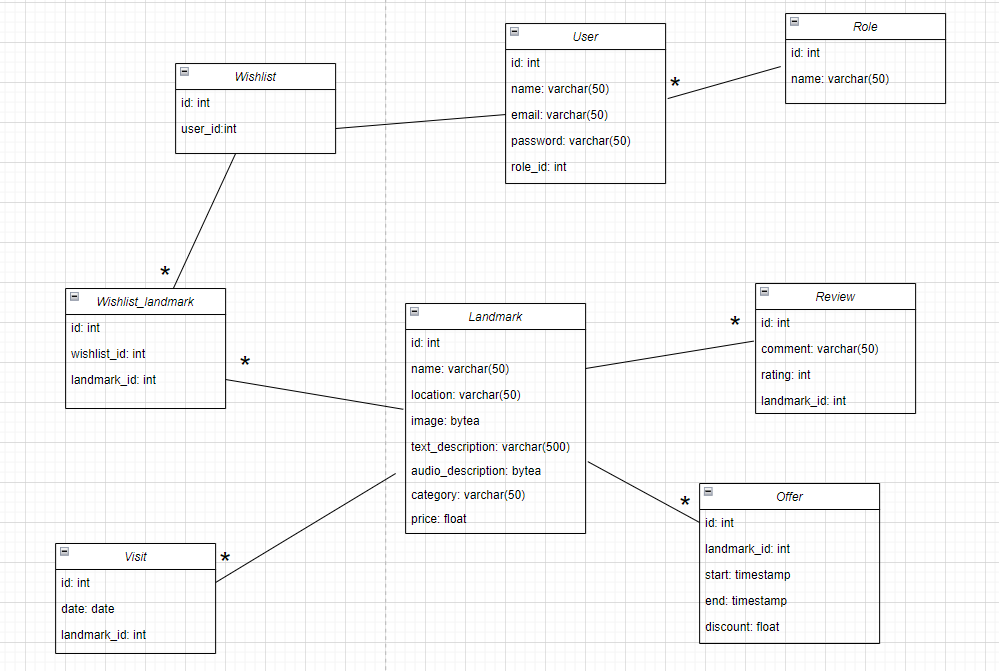 Role
id: int
name: varchar(50)
User
id: int
name: varchar(50)
email: varchar(50)
password: varchar(50)
role_id: int
*
Wishlist
id: int
user_id:int
*
Wishlist_landmark
id: int
wishlist_id: int
landmark_id: int
*
Landmark
id: int
name: varchar(50)
location: varchar(50)
image: bytea
text_description: varchar(500)
audio_description: bytea
category: varchar(50)
price: float
*
Review
id: int
comment: varchar(50)
rating: int
landmark_id: int
*
Offer
id: int
landmark_id: int
start: timestamp
end: timestamp
discount: float
*
Visit
id: int
date: date
landmark_id: int